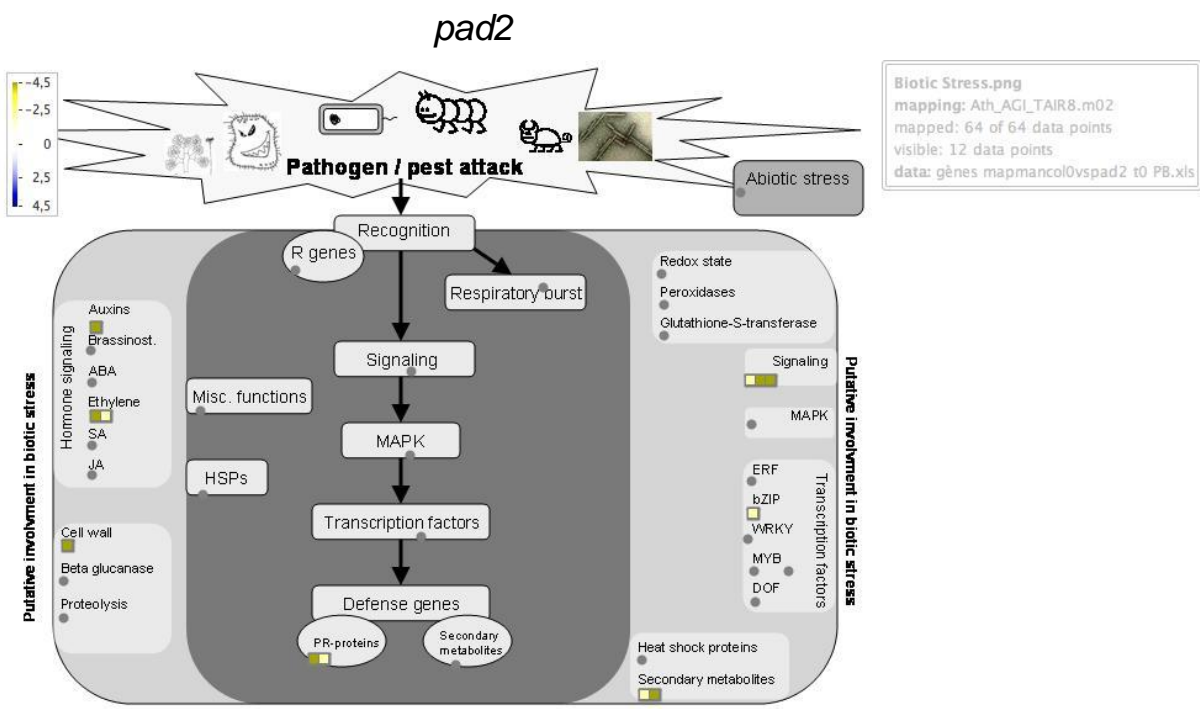 pad2
-4,5
-2,5
0
2,5
4,5
Pathogen / pest attack
Biotic Stress.png
mapping: Ath_AGI_TAIR8.m02
mapped: 64 of 64 data points
visible: 12 data points
data: gènes mapmancol0vspad2 t0 PB.xls
Abiotic stress
Recognition
R genes
Respiratory burst
Signaling
Misc. functions
MAPK
HSPs
Transcription factors
Defense genes
PR-proteins
Secondary
metabolites
Putative involvment in biotic stress
Hormone signaling
Auxins
Brassinost.
ABA
Ethylene
SA
JA
Cell wall
Beta glucanase
Proteolysis
Redox state
Peroxidases
Glutathione-S-transferase
Signaling
MAPK
ERF
bZIP
WRKY
MYB
DOF
Transcription factors
Putative involvment in biotic stress
Heat shock proteins
Secondary metabolites